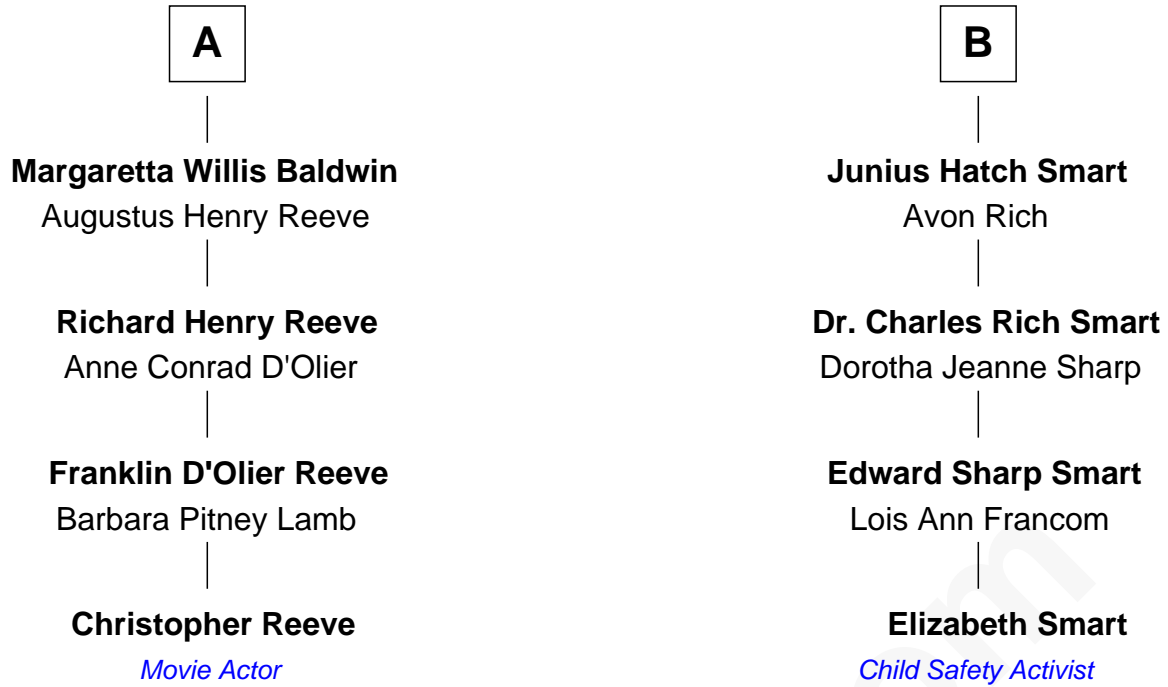 A
Margaretta Willis Baldwin
Augustus Henry Reeve
Richard Henry Reeve
Anne Conrad D'Olier
Franklin D'Olier Reeve
Barbara Pitney Lamb
Christopher Reeve
Movie Actor
B
Junius Hatch Smart
Avon Rich
Dr. Charles Rich Smart
Dorotha Jeanne Sharp
Edward Sharp Smart
Lois Ann Francom
Elizabeth Smart
Child Safety Activist